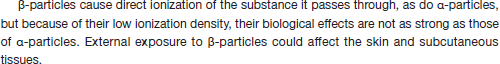 β-particles cause direct ionization of the substance it passes through, as do α-particles,
but because of their low ionization density, their biological effects are not as strong as those
of α-particles. External exposure to β-particles could affect the skin and subcutaneous
tissues.